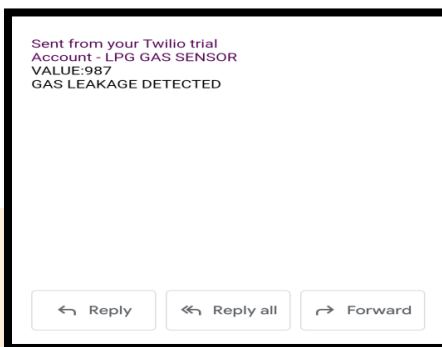 Sent from your Twilio trial
Account - LPG GAS SENSOR
VALUE:987
GAS LEAKAGE DETECTED
Reply
Reply all
Forward